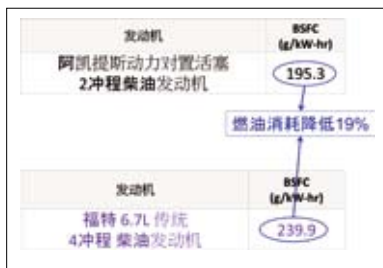 发动机
BSFC
(g/kW-hr)
阿凯提斯动力对置活塞
2冲程柴油发动机
195.3
燃油消耗降低19%
发动机
BSFC
(g/kW-hr)
福特 6.7L 传统
4冲程 柴油发动机
239.9